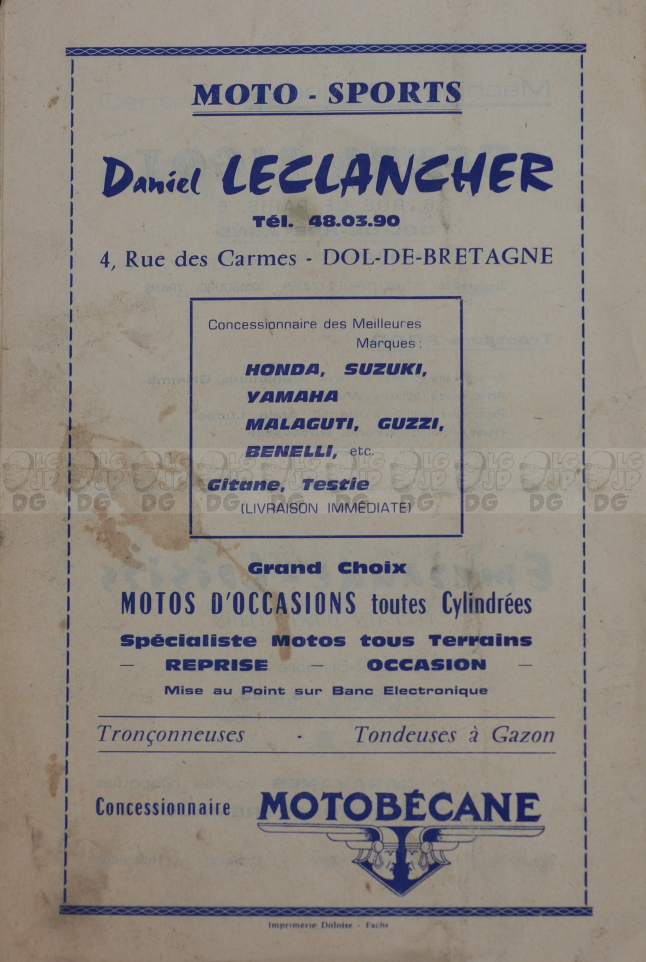 MOTO - SPORTS
Daniel LECLANCHER
Tél. 48.03.90
4, Rue des Carmes - DOL-DE-BRETAGNE
Concessionnaire des Meilleures
Marques :
HONDA, SUZUKI,
YAMAHA
MALAGUTI, GUZZI,
BENELLI, etc.
Gitane, Testie
(LIVRAISON IMMÉDIATE)
Grand Choix
MOTOS D'OCCASIONS toutes Cylindrées
Spécialiste Motos tous Terrains
— REPRISE — OCCASION —
Mise au Point sur Banc Electronique
Tronçonneuses - Tondeuses à Gazon
Concessionnaire MOTOBÉCANE
Imprimerie Doloise -